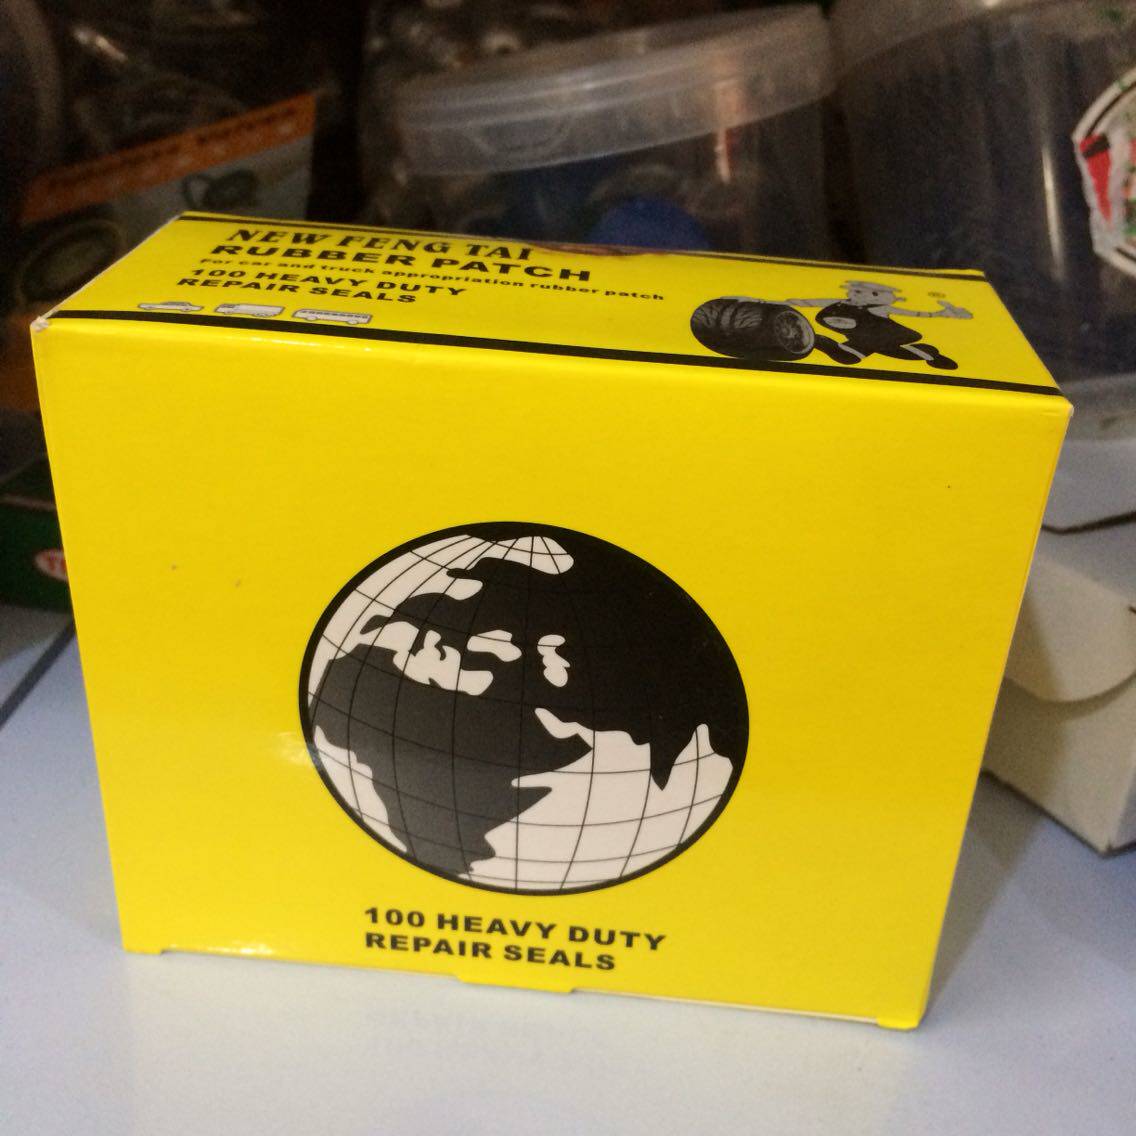 NEW FENG TAI
RUBBER PATCH
For car and truck appropriation rubber patch
100 HEAVY DUTY
REPAIR SEALS
®
100 HEAVY DUTY
REPAIR SEALS